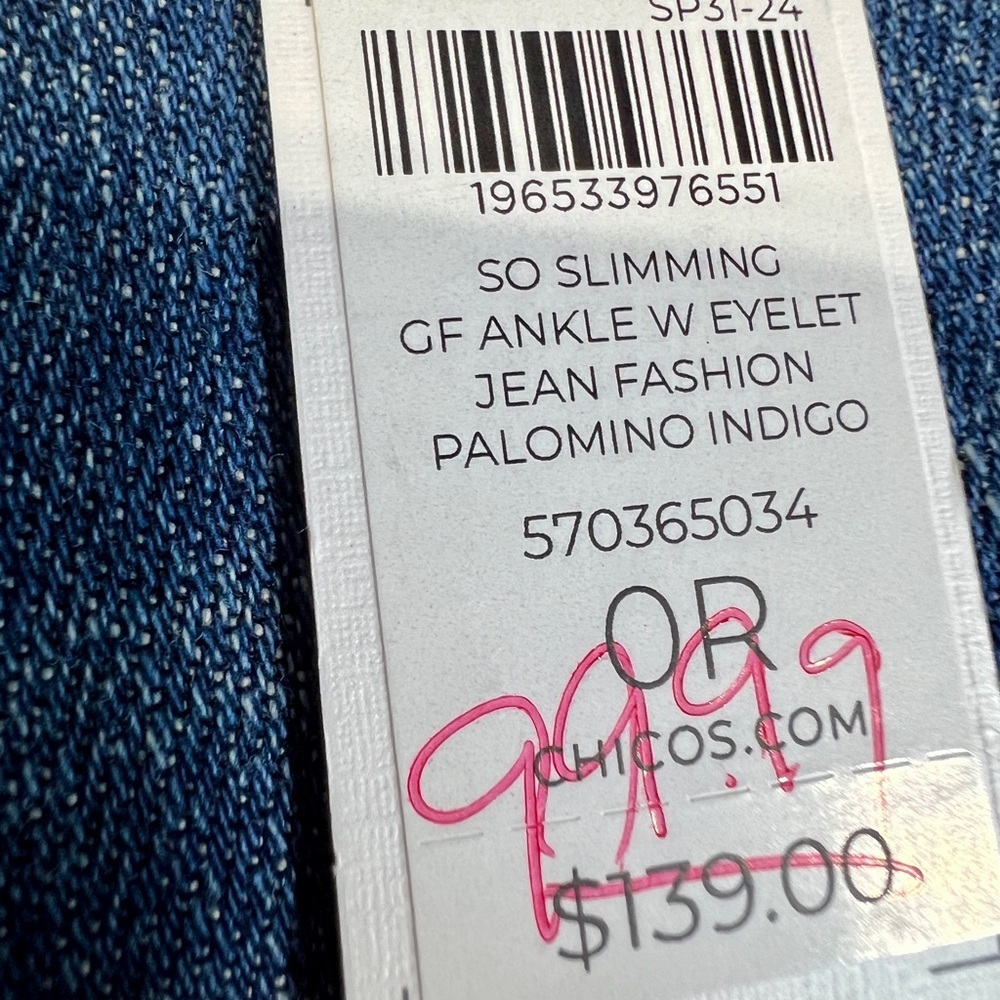 SP31-24
196533976551
SO SLIMMING
GF ANKLE W EYELET
JEAN FASHION
PALOMINO INDIGO
570365034
0R
99.99
CHICOS.COM
$139.00